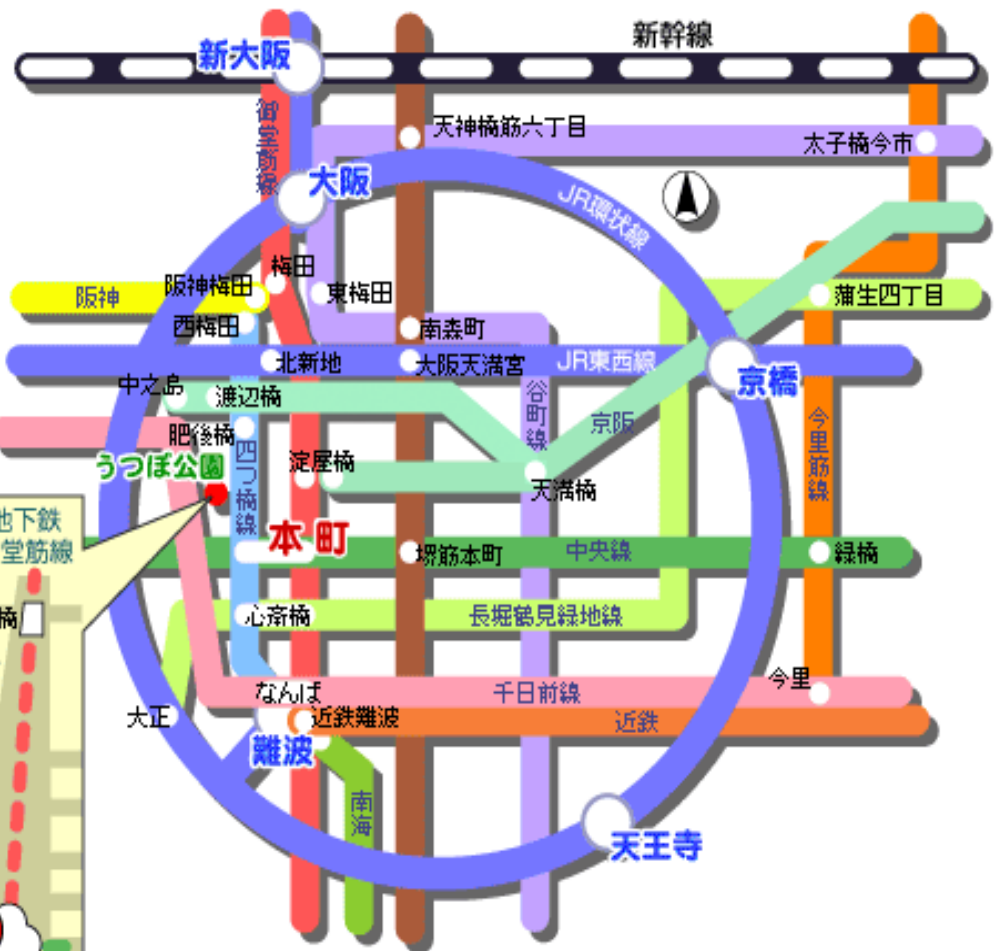 新幹線
新大阪
御堂筋線
天神橋筋六丁目
太子橋今市
大阪
JR環状線
梅田
阪神梅田
阪神
東梅田
蒲生四丁目
西梅田
南森町
北新地
大阪天満宮
JR東西線
京橋
中之島
渡辺橋
谷町線
京阪
今里筋線
肥後橋
四つ橋線
うつぼ公園
淀屋橋
天満橋
地下鉄
堂筋線
本町
堺筋本町
中央線
緑橋
橋
心斎橋
長堀鶴見緑地線
なんば
千日前線
今里
大正
近鉄難波
近鉄
難波
南海
天王寺